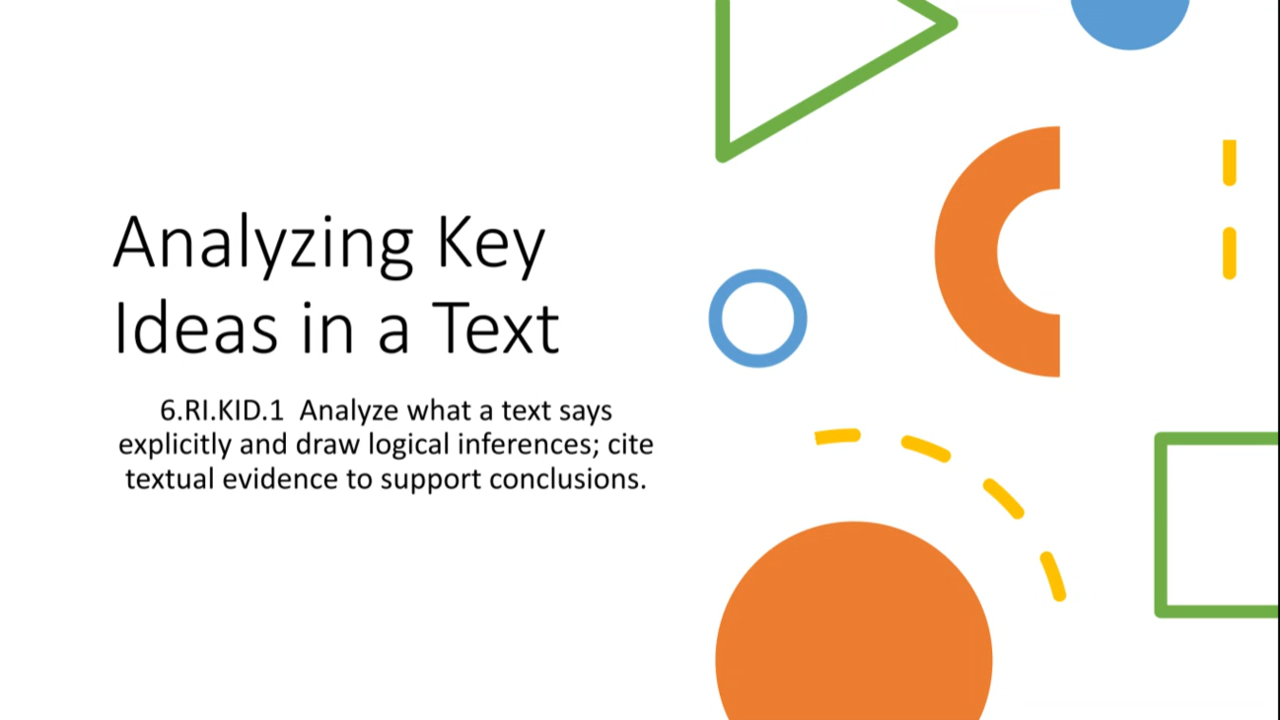 Analyzing Key
Ideas in a Text
6.RI.KID.1  Analyze what a text says
explicitly and draw logical inferences; cite
textual evidence to support conclusions.